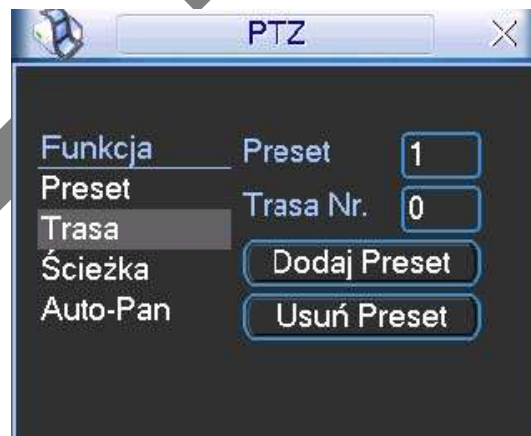 PTZ
Funkcja
Preset
Trasa
Ścieżka
Auto-Pan
Preset 1
Trasa Nr. 0
Dodaj Preset
Usuń Preset